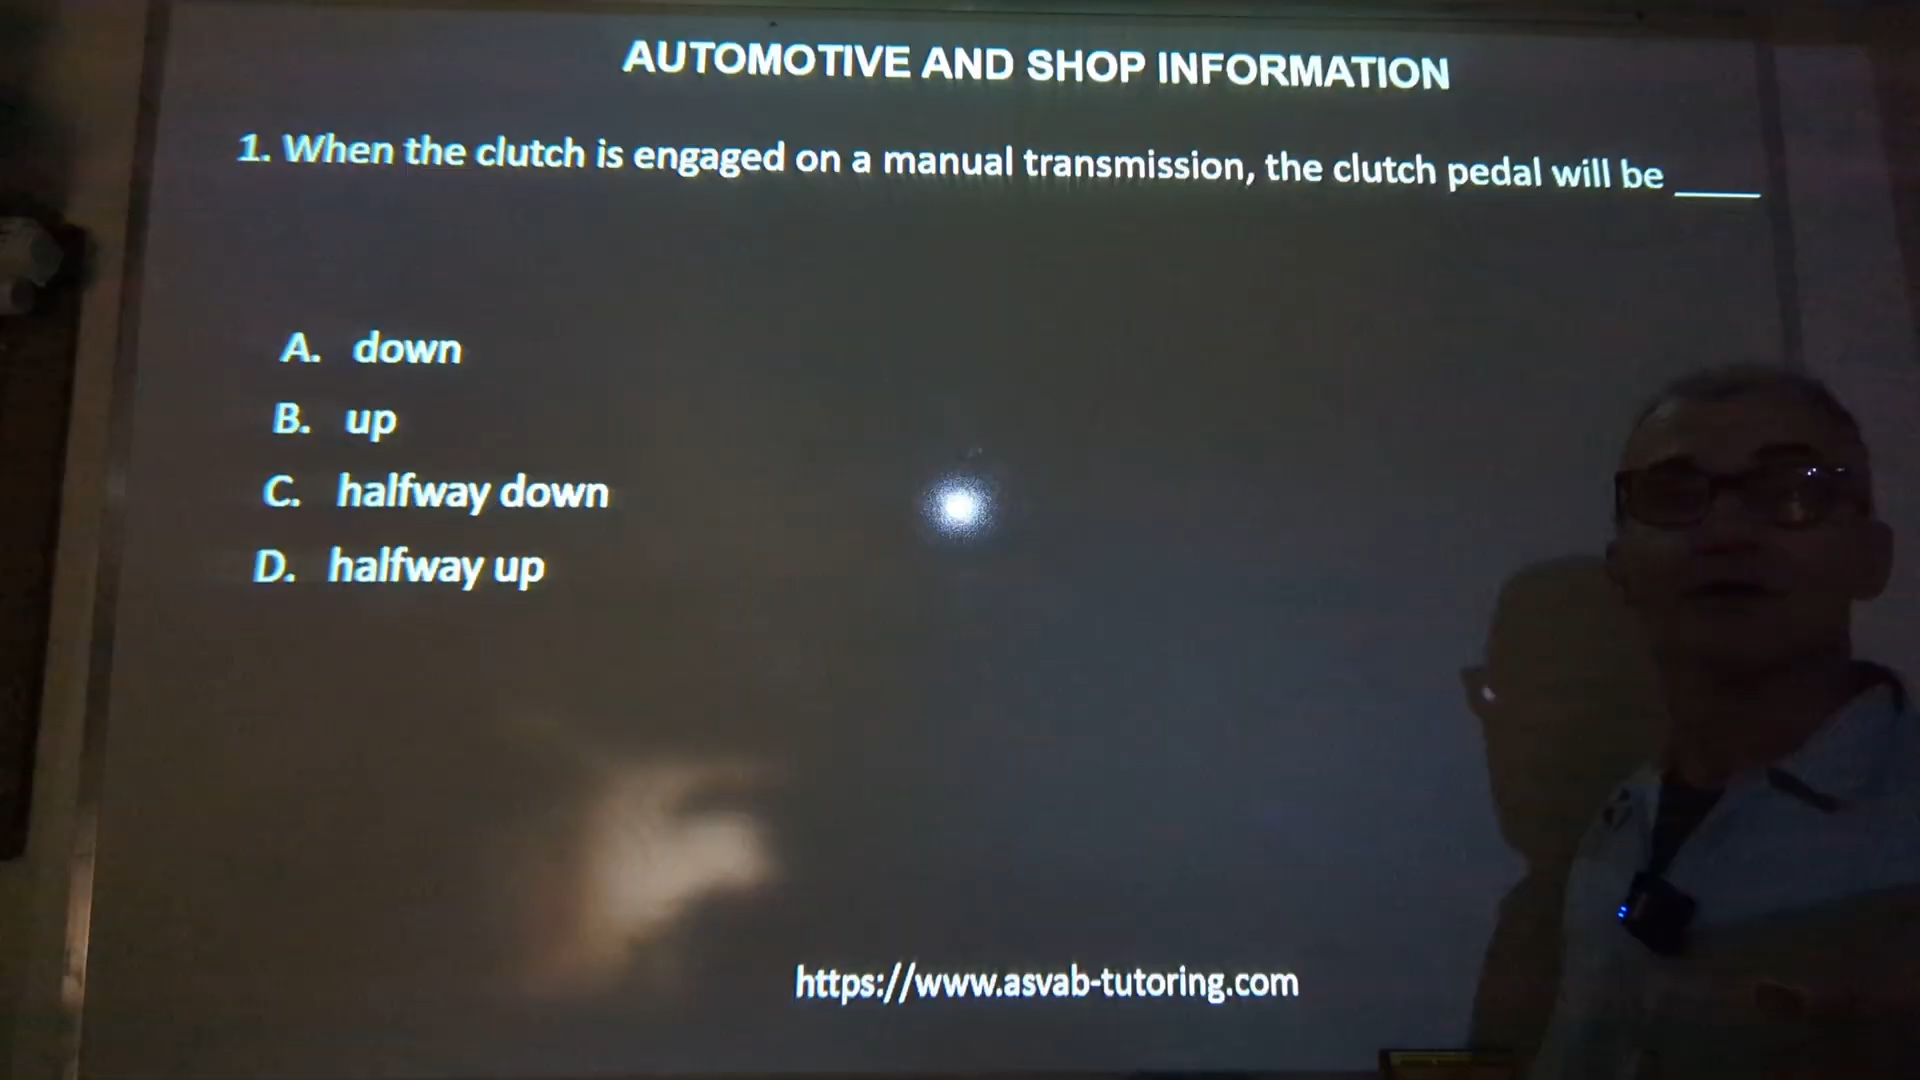 AUTOMOTIVE AND SHOP INFORMATION
1. When the clutch is engaged on a manual transmission, the clutch pedal will be ____
A. down
B. up
C. halfway down
D. halfway up
https://www.asvab-tutoring.com